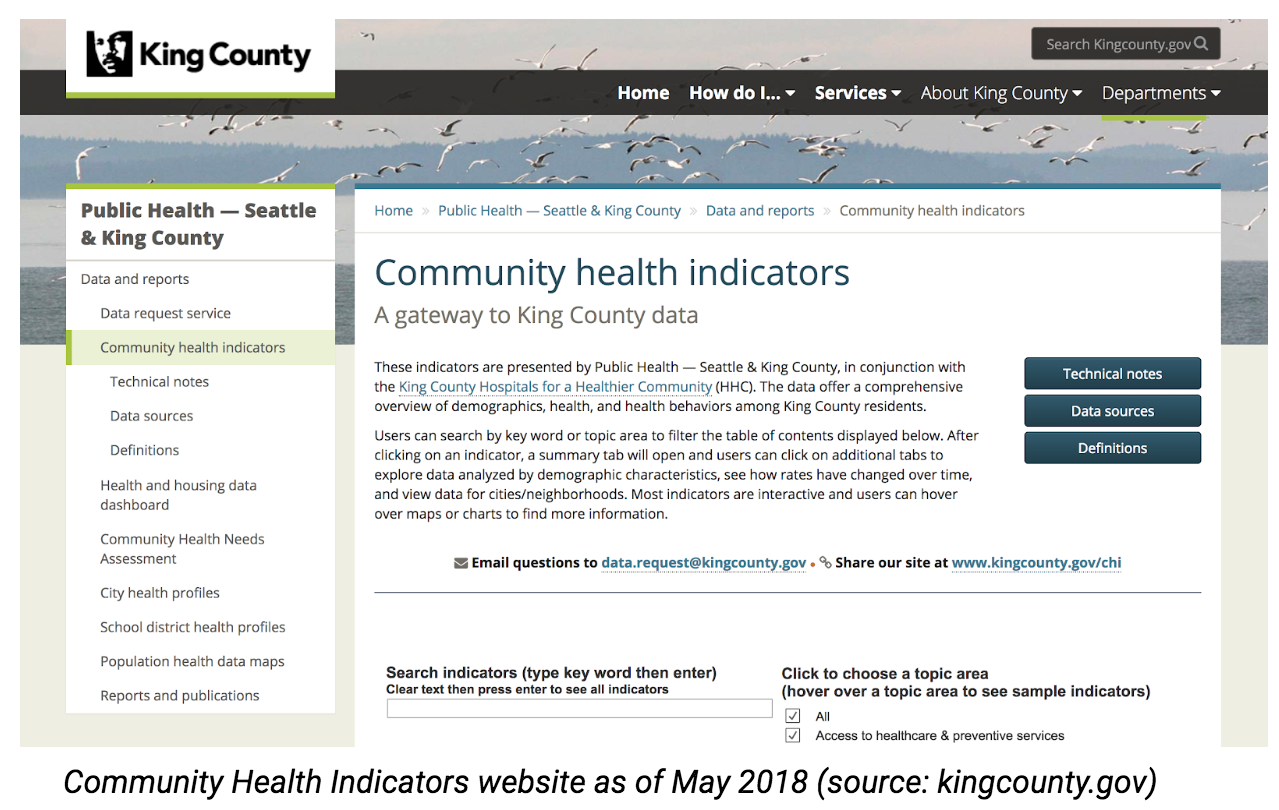 King County
Search Kingcounty.gov
Home How do I... Services About King County Departments
Public Health — Seattle
& King County
Data and reports
Data request service
Community health indicators
Technical notes
Data sources
Definitions
Health and housing data
dashboard
Community Health Needs
Assessment
City health profiles
School district health profiles
Population health data maps
Reports and publications
Home » Public Health — Seattle & King County » Data and reports » Community health indicators
Community health indicators
A gateway to King County data
These indicators are presented by Public Health — Seattle & King County, in conjunction with
the King County Hospitals for a Healthier Community (HHC). The data offer a comprehensive
overview of demographics, health, and health behaviors among King County residents.
Users can search by key word or topic area to filter the table of contents displayed below. After
clicking on an indicator, a summary tab will open and users can click on additional tabs to
explore data analyzed by demographic characteristics, see how rates have changed over time,
and view data for cities/neighborhoods. Most indicators are interactive and users can hover
over maps or charts to find more information.
Technical notes
Data sources
Definitions
Email questions to data.request@kingcounty.gov • Share our site at www.kingcounty.gov/chi
Search indicators (type key word then enter)
Clear text then press enter to see all indicators
Click to choose a topic area
(hover over a topic area to see sample indicators)
All
Access to healthcare & preventive services
Community Health Indicators website as of May 2018 (source: kingcounty.gov)